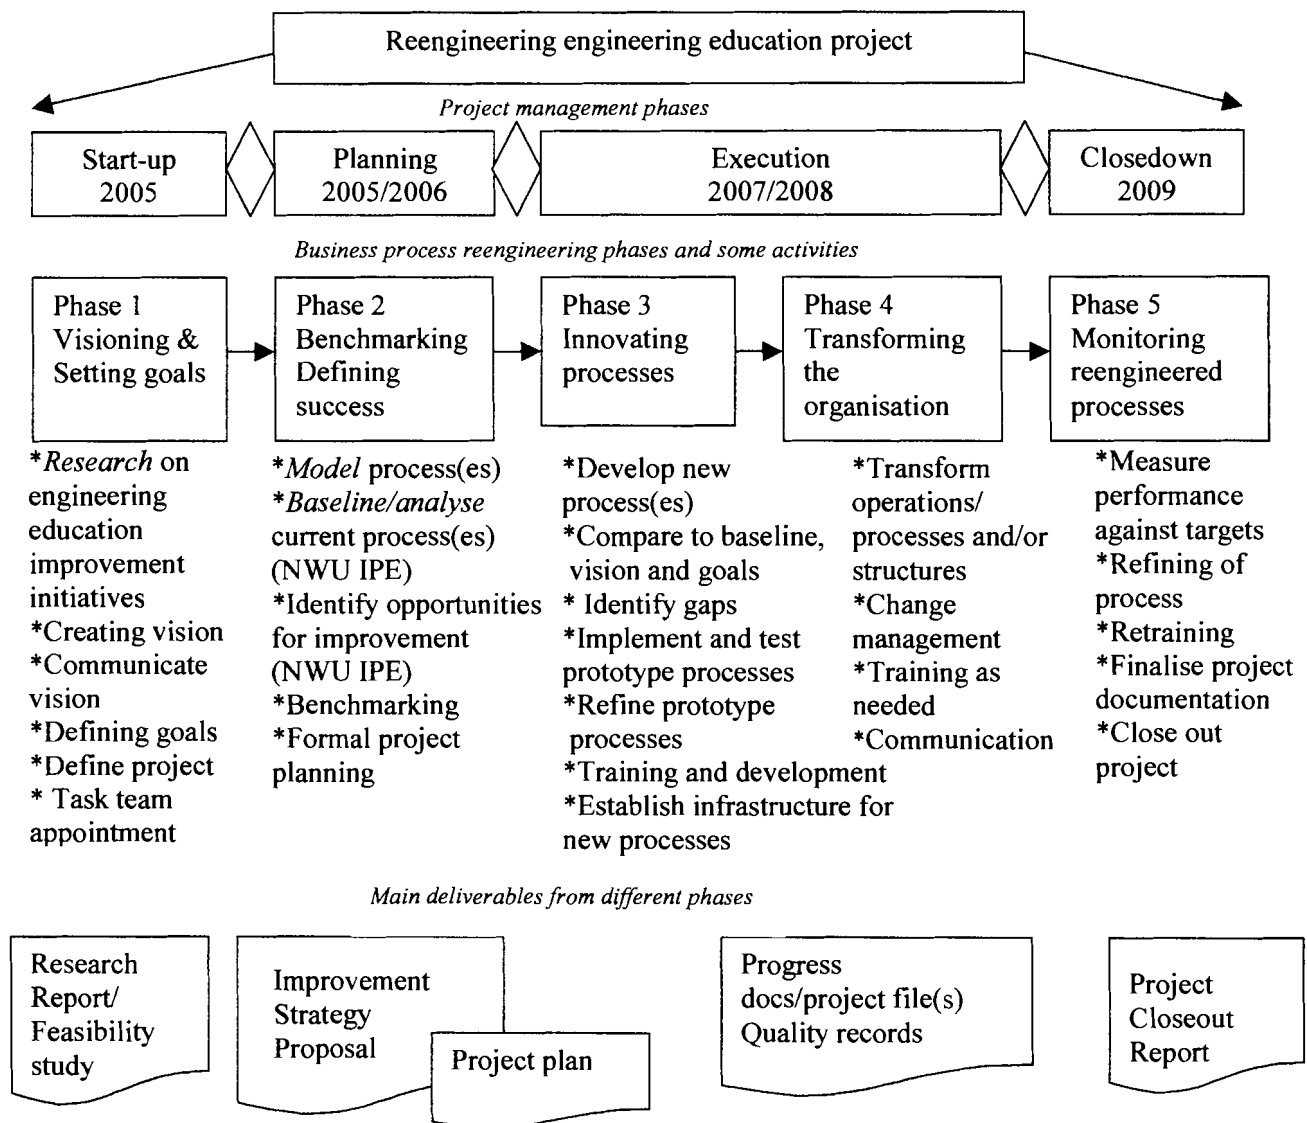 Reengineering engineering education project
Project management phases
Start-up
2005
Planning
2005/2006
Execution
2007/2008
Closedown
2009
Business process reengineering phases and some activities
Phase 1
Visioning &
Setting goals
Phase 2
Benchmarking
Defining
success
Phase 3
Innovating
processes
Phase 4
Transforming
the
organisation
Phase 5
Monitoring
reengineered
processes
*Research on
engineering
education
improvement
initiatives
*Creating vision
*Communicate
vision
*Defining goals
*Define project
* Task team
appointment
*Model process(es)
*Baseline/analyse
current process(es)
(NWU IPE)
*Identify opportunities
for improvement
(NWU IPE)
*Benchmarking
*Formal project
planning
*Develop new
process(es)
*Compare to baseline,
vision and goals
* Identify gaps
*Implement and test
prototype processes
*Refine prototype
processes
*Training and development
*Establish infrastructure for
new processes
*Transform
operations/
processes and/or
structures
*Change
management
*Training as
needed
*Communication
*Measure
performance
against targets
*Refining of
process
*Retraining
*Finalise project
documentation
*Close out
project
Main deliverables from different phases
Research
Report/
Feasibility
study
Improvement
Strategy
Proposal
Project plan
Progress
docs/project file(s)
Quality records
Project
Closeout
Report